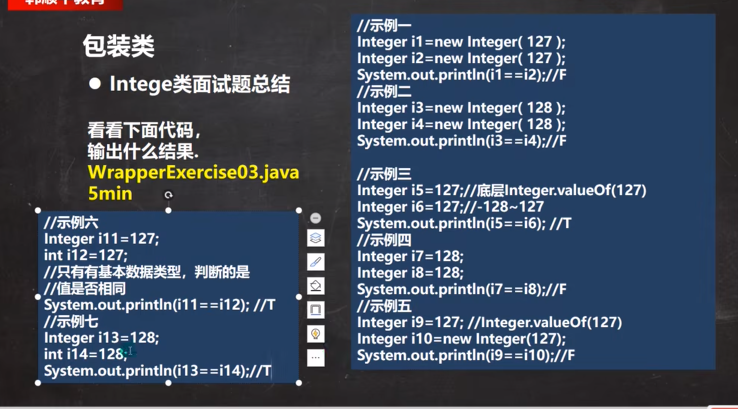 包装类
● Intege类面试题总结
看看下面代码，
输出什么结果.
WrapperExercise03.java
5min
//示例六
Integer i11=127;
int i12=127;
//只有有基本数据类型，判断的是
//值是否相同
System.out.println(i11==i12); //T
//示例七
Integer i13=128;
int i14=128;
System.out.println(i13==i14);//T
//示例一
Integer i1=new Integer( 127 );
Integer i2=new Integer( 127 );
System.out.println(i1==i2);//F
//示例二
Integer i3=new Integer( 128 );
Integer i4=new Integer( 128 );
System.out.println(i3==i4);//F
//示例三
Integer i5=127;//底层Integer.valueOf(127)
Integer i6=127;//-128~127
System.out.println(i5==i6); //T
//示例四
Integer i7=128;
Integer i8=128;
System.out.println(i7==i8);//F
//示例五
Integer i9=127; //Integer.valueOf(127)
Integer i10=new Integer(127);
System.out.println(i9==i10);//F